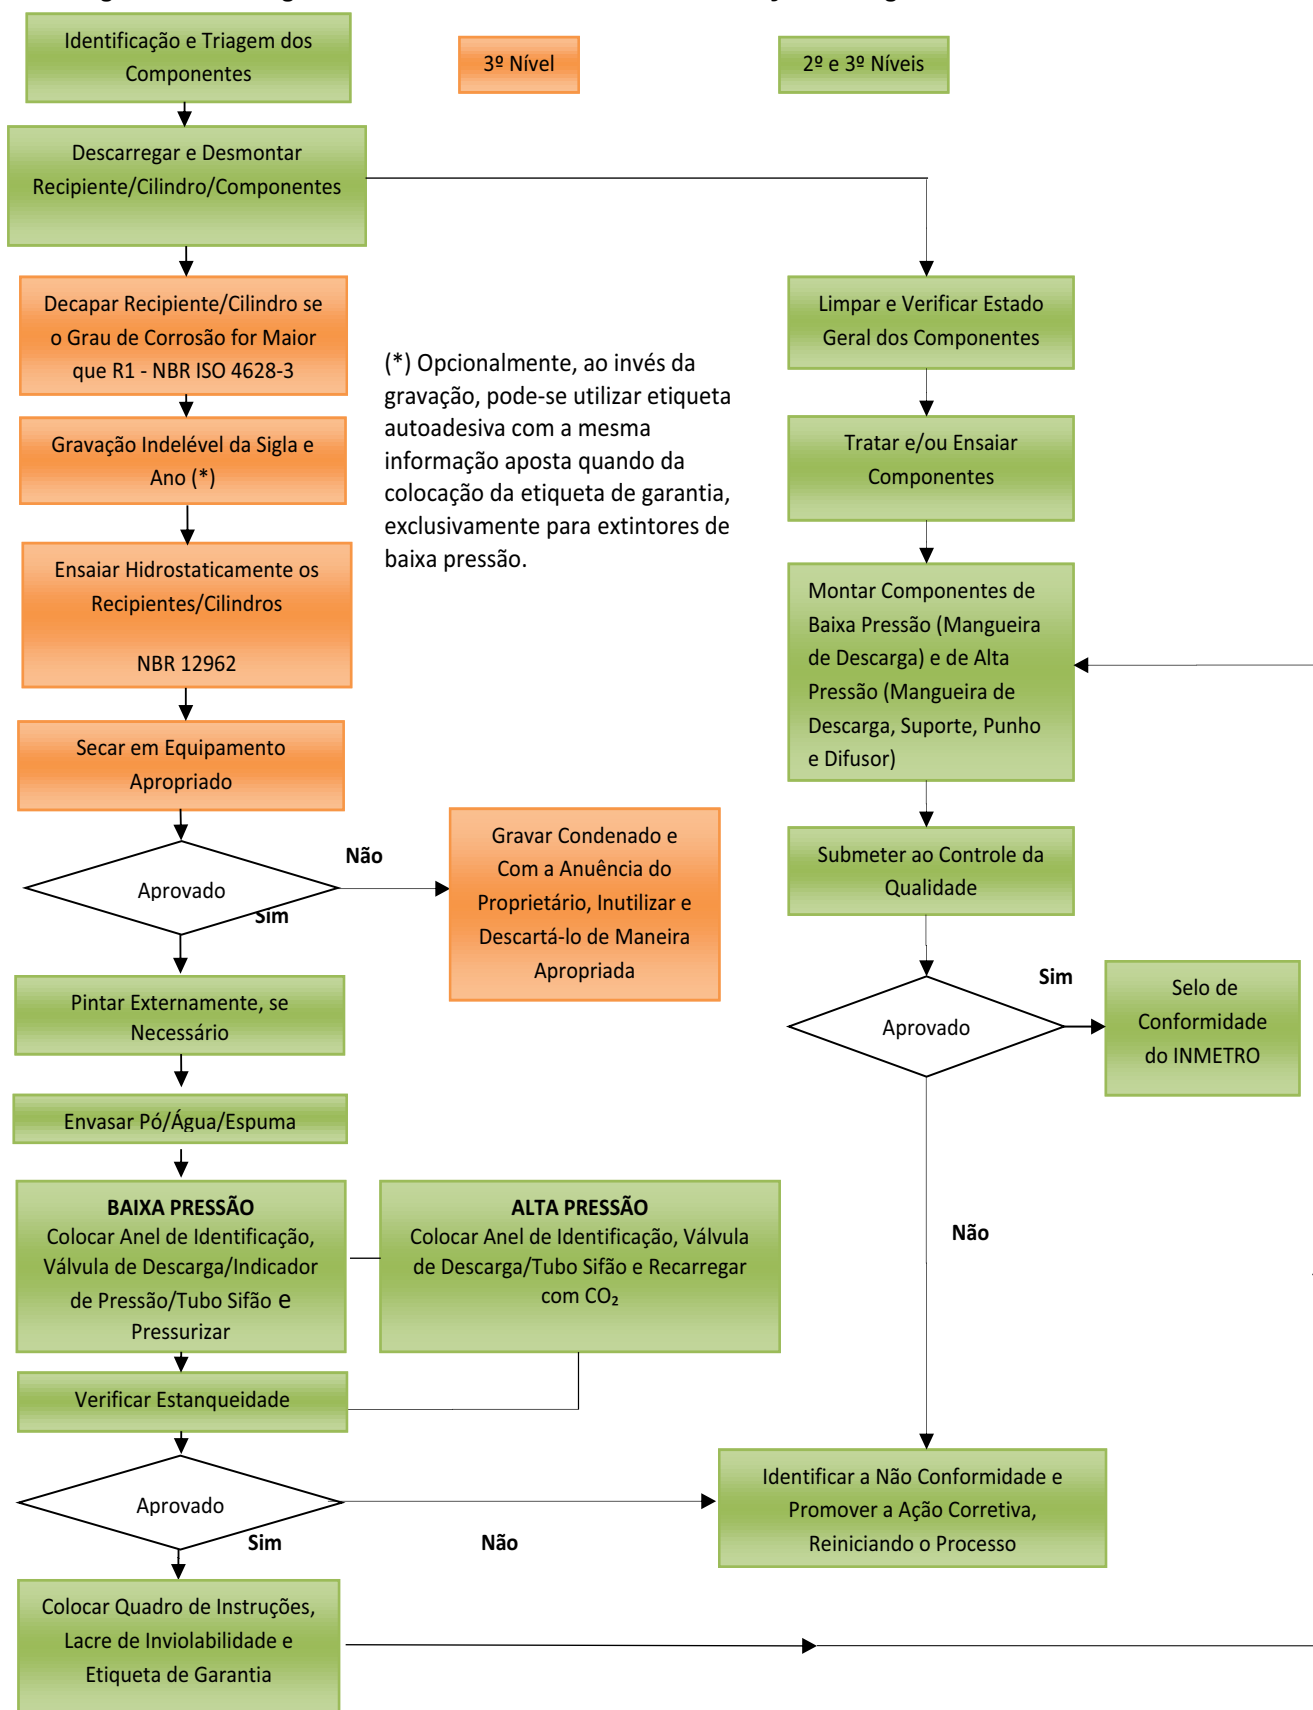 Identificação e Triagem dos
Componentes
3º Nível
2º e 3º Níveis
Descarregar e Desmontar
Recipiente/Cilindro/Componentes
Decapar Recipiente/Cilindro se
o Grau de Corrosão for Maior
que R1 - NBR ISO 4628-3
Gravação Indelével da Sigla e
Ano (*)
Ensaiar Hidrostaticamente os
Recipientes/Cilindros
NBR 12962
Secar em Equipamento
Apropriado
(*) Opcionalmente, ao invés da
gravação, pode-se utilizar etiqueta
autoadesiva com a mesma
informação aposta quando da
colocação da etiqueta de garantia,
exclusivamente para extintores de
baixa pressão.
Limpar e Verificar Estado
Geral dos Componentes
Tratar e/ou Ensaiar
Componentes
Montar Componentes de
Baixa Pressão (Mangueira
de Descarga) e de Alta
Pressão (Mangueira de
Descarga, Suporte, Punho
e Difusor)
Submeter ao Controle da
Qualidade
Aprovado
Não
Sim
Gravar Condenado e
Com a Anuência do
Proprietário, Inutilizar e
Descartá-lo de Maneira
Apropriada
Aprovado
Sim
Selo de
Conformidade
do INMETRO
Não
Pintar Externamente, se
Necessário
Envasar Pó/Água/Espuma
BAIXA PRESSÃO
Colocar Anel de Identificação,
Válvula de Descarga/Indicador
de Pressão/Tubo Sifão e
Pressurizar
ALTA PRESSÃO
Colocar Anel de Identificação, Válvula
de Descarga/Tubo Sifão e Recarregar
com CO₂
Verificar Estanqueidade
Aprovado
Sim
Não
Identificar a Não Conformidade e
Promover a Ação Corretiva,
Reiniciando o Processo
Colocar Quadro de Instruções,
Lacre de Inviolabilidade e
Etiqueta de Garantia